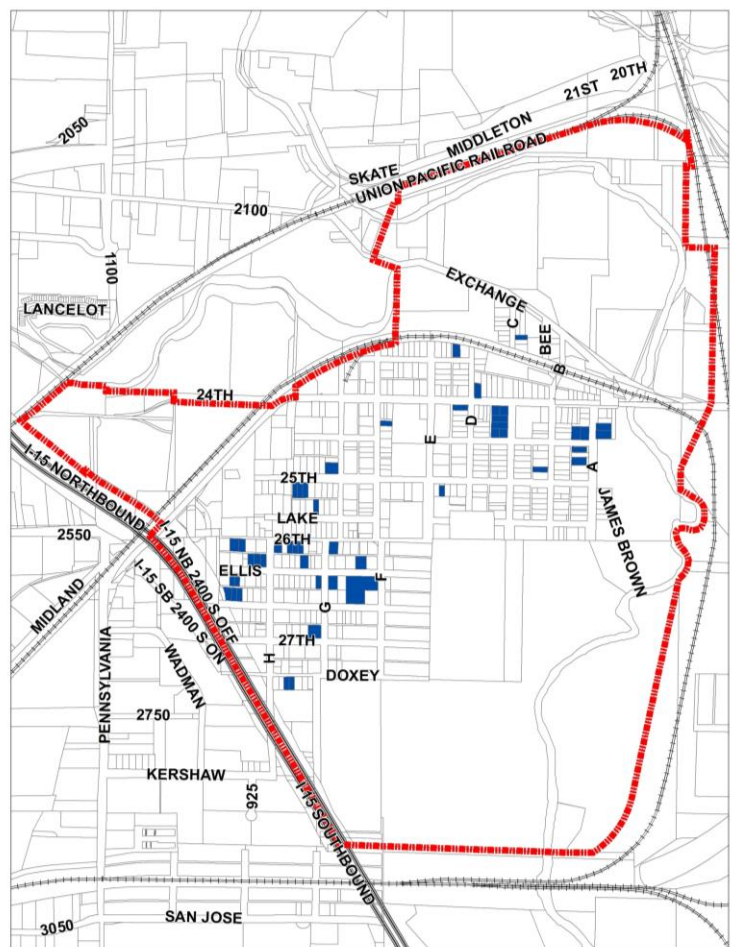 20TH
21ST
MIDDLETON
2050
SKATE
UNION PACIFIC RAILROAD
2100
1100
EXCHANGE
LANCELOT
C
BEE
B
24TH
D
E
A
I-15 NORTHBOUND
25TH
JAMES BROWN
LAKE
2550
26TH
I-15 NB 2400 S OFF
ELLIS
F
I-15 SB 2400 S ON
MIDLAND
G
27TH
H
DOXEY
PENNSYLVANIA
WADMAN
2750
KERSHAW
925
I-15 SOUTHBOUND
SAN JOSE
3050